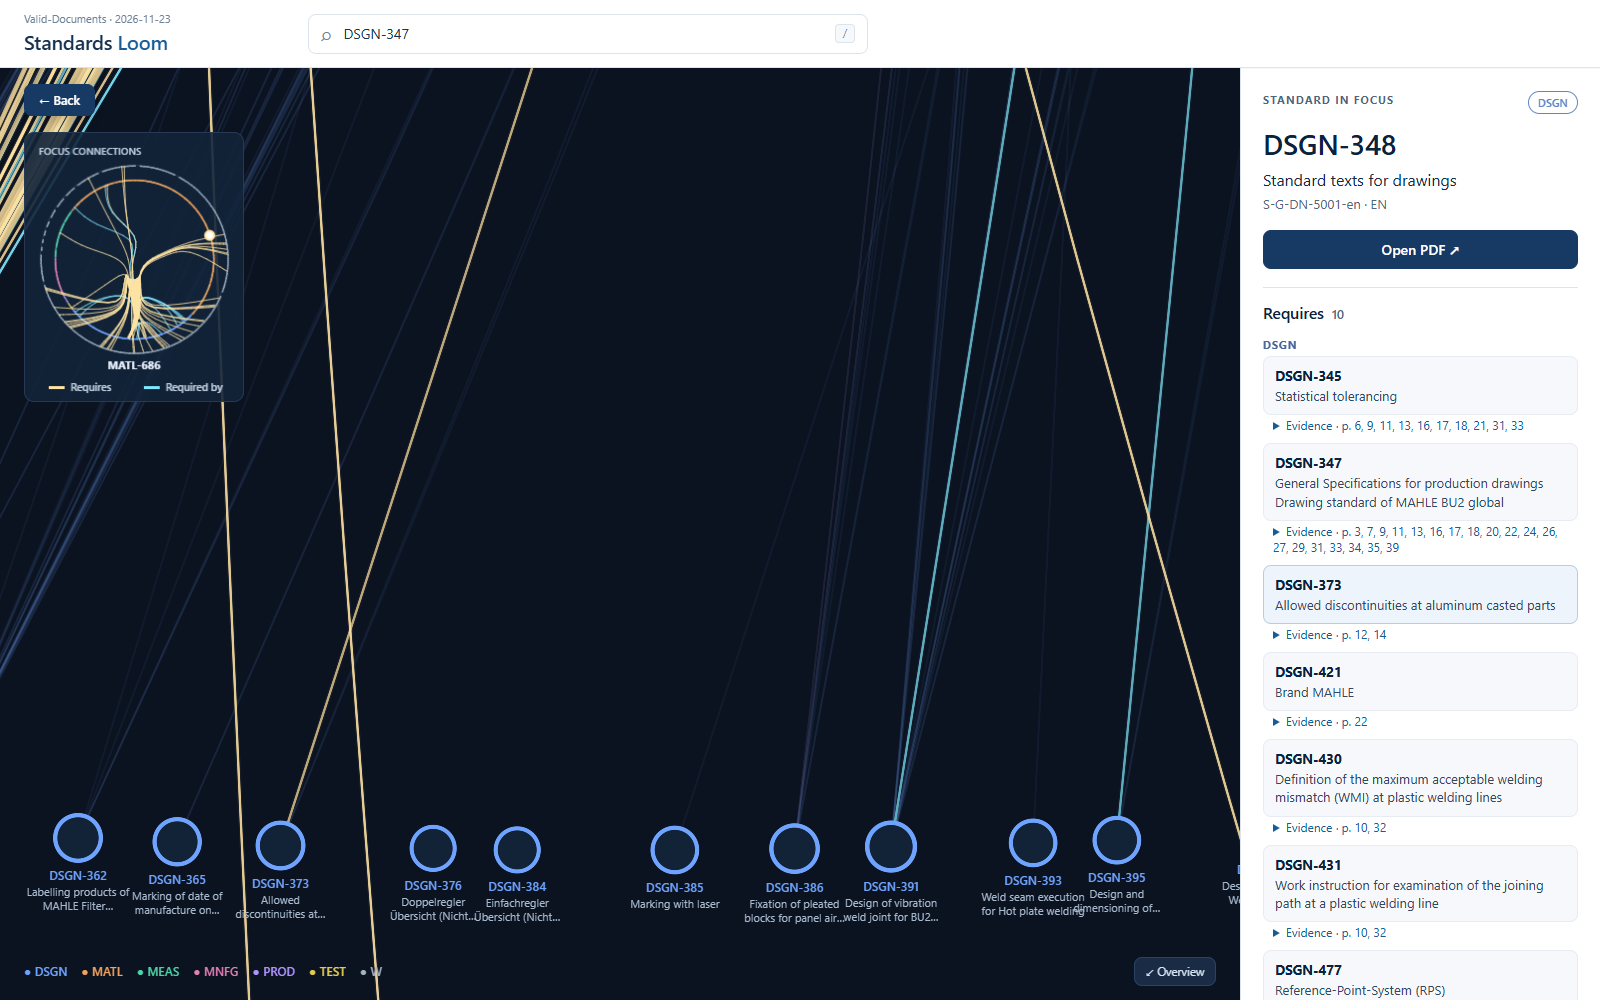 Valid-Documents · 2026-11-23
Standards Loom
DSGN-347
/
← Back
FOCUS CONNECTIONS
MATL-686
Requires
Required by
DSGN-362
Labelling products of
MAHLE Filter...
DSGN-365
Marking of date of
manufacture on...
DSGN-373
Allowed
discontinuities at...
DSGN-376
Doppelregler
Übersicht (Nicht...
DSGN-384
Einfachregler
Übersicht (Nicht...
DSGN-385
Marking with laser
DSGN-386
Fixation of pleated
blocks for panel air...
DSGN-391
Design of vibration
weld joint for BU2...
DSGN-393
Weld seam execution
for Hot plate welding
DSGN-395
Design and
dimensioning of...
DSGN
MATL
MEAS
MNFG
PROD
TEST
W
↙ Overview
STANDARD IN FOCUS
DSGN
DSGN-348
Standard texts for drawings
S-G-DN-5001-en · EN
Open PDF ↗
Requires 10
DSGN
DSGN-345
Statistical tolerancing
▶ Evidence · p. 6, 9, 11, 13, 16, 17, 18, 21, 31, 33
DSGN-347
General Specifications for production drawings
Drawing standard of MAHLE BU2 global
▶ Evidence · p. 3, 7, 9, 11, 13, 16, 17, 18, 20, 22, 24, 26,
27, 29, 31, 33, 34, 35, 39
DSGN-373
Allowed discontinuities at aluminum casted parts
▶ Evidence · p. 12, 14
DSGN-421
Brand MAHLE
▶ Evidence · p. 22
DSGN-430
Definition of the maximum acceptable welding
mismatch (WMI) at plastic welding lines
▶ Evidence · p. 10, 32
DSGN-431
Work instruction for examination of the joining
path at a plastic welding line
▶ Evidence · p. 10, 32
DSGN-477
Reference-Point-System (RPS)